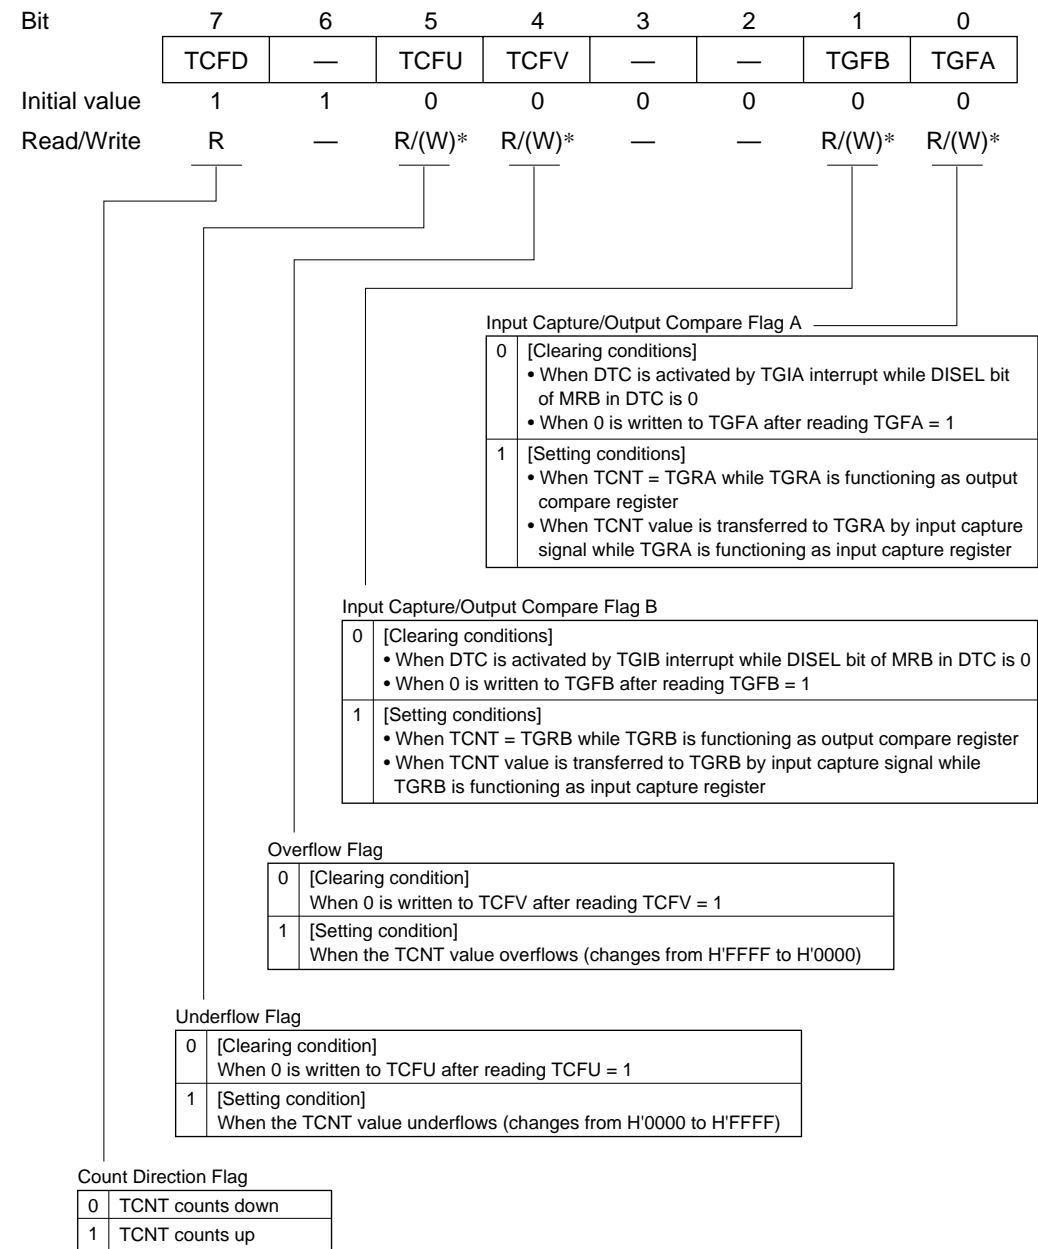 Bit 7 6 5 4 3 2 1 0
TCFD — TCFU TCFV — — TGFB TGFA
Initial value 1 1 0 0 0 0 0 0
Read/Write R — R/(W)* R/(W)* — — R/(W)* R/(W)*
Input Capture/Output Compare Flag A
0 [Clearing conditions]
• When DTC is activated by TGIA interrupt while DISEL bit
of MRB in DTC is 0
• When 0 is written to TGFA after reading TGFA = 1
1 [Setting conditions]
• When TCNT = TGRA while TGRA is functioning as output
compare register
• When TCNT value is transferred to TGRA by input capture
signal while TGRA is functioning as input capture register
Input Capture/Output Compare Flag B
0 [Clearing conditions]
• When DTC is activated by TGIB interrupt while DISEL bit of MRB in DTC is 0
• When 0 is written to TGFB after reading TGFB = 1
1 [Setting conditions]
• When TCNT = TGRB while TGRB is functioning as output compare register
• When TCNT value is transferred to TGRB by input capture signal while
TGRB is functioning as input capture register
Overflow Flag
0 [Clearing condition]
When 0 is written to TCFV after reading TCFV = 1
1 [Setting condition]
When the TCNT value overflows (changes from H'FFFF to H'0000)
Underflow Flag
0 [Clearing condition]
When 0 is written to TCFU after reading TCFU = 1
1 [Setting condition]
When the TCNT value underflows (changes from H'0000 to H'FFFF)
Count Direction Flag
0 TCNT counts down
1 TCNT counts up